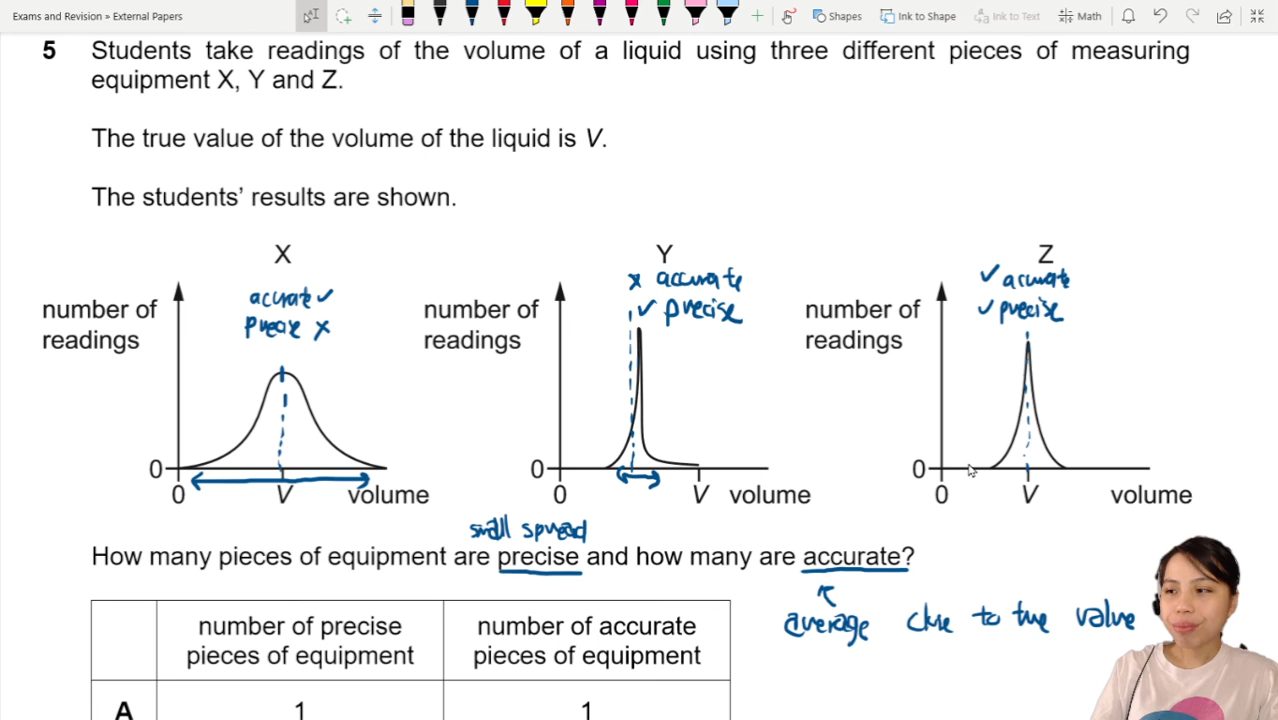 Exams and Revision » External Papers
Shapes
Ink to Shape
Ink to Text
Math
5 Students take readings of the volume of a liquid using three different pieces of measuring
equipment X, Y and Z.
The true value of the volume of the liquid is V.
The students' results are shown.
X
number of
readings
accurate ✓
precise x
0
0
V
volume
Y
number of
readings
x accurate
✓ precise
0
0
V
volume
Z
number of
readings
✓ accurate
✓ precise
0
0
V
volume
small spread
How many pieces of equipment are precise and how many are accurate?
average close to true value
number of precise
pieces of equipment
number of accurate
pieces of equipment
A 1 1